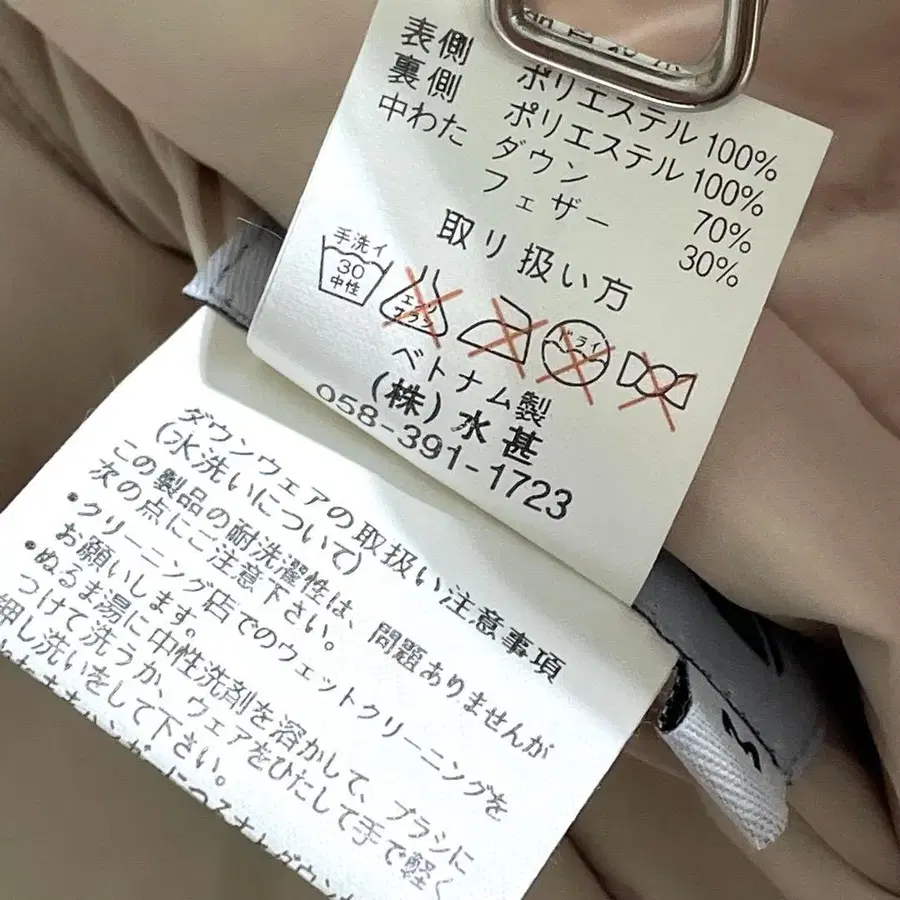 表側 ポリエステル 100%
裏側 ポリエステル 100%
中わた ダウン 70%
フェザー 30%
取り扱い方
手洗イ
30
中性
エンソ
サラシ
ドライ
ベトナム製
(株)水甚
058-391-1723
ダウンウェアの取扱い注意事項
(水洗いについて)
この製品の耐洗濯性は、問題ありませんが
次の点にご注意下さい。
・クリーニング店でのウェットクリーニングを
お願いします。
・ぬるま湯に中性洗剤を溶かして、ブラシに
つけて洗うか、ウェアをひたして手で軽く
押し洗いをして下さい。